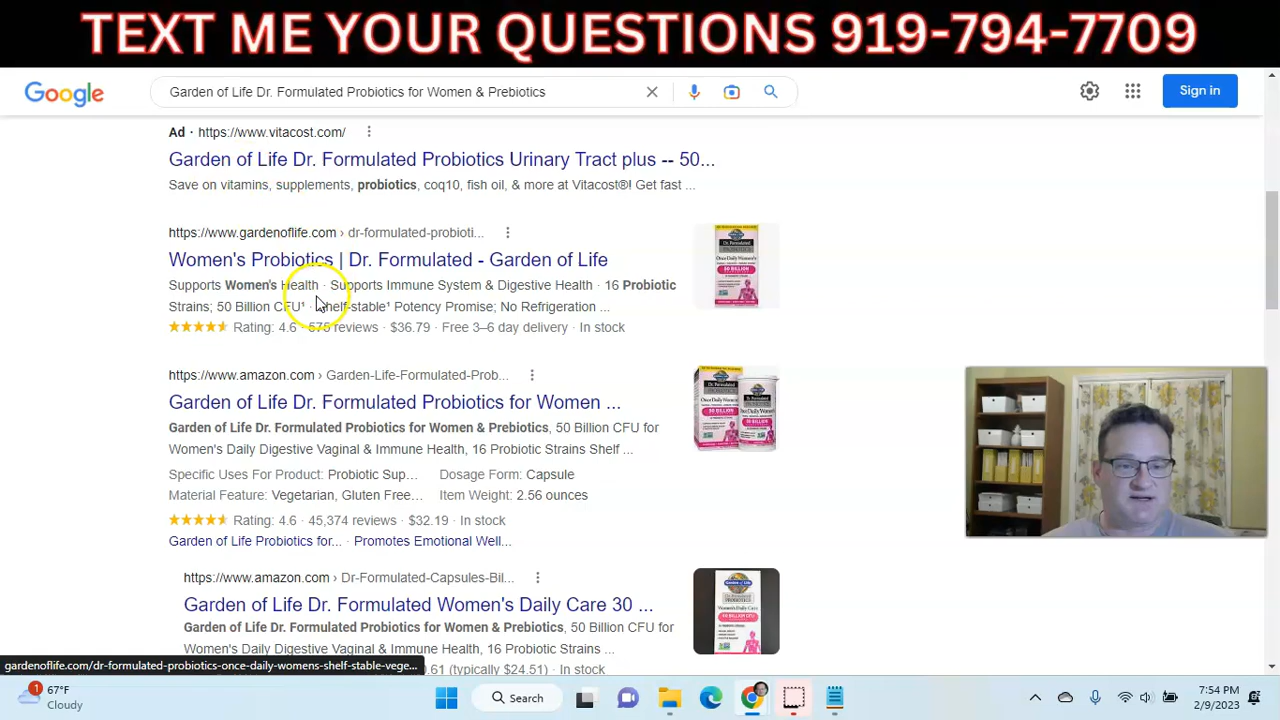 TEXT ME YOUR QUESTIONS 919-794-7709
Google
Garden of Life Dr. Formulated Probiotics for Women & Prebiotics
Sign in
Ad · https://www.vitacost.com/
Garden of Life Dr. Formulated Probiotics Urinary Tract plus -- 50...
Save on vitamins, supplements, probiotics, coq10, fish oil, & more at Vitacost®! Get fast ...
https://www.gardenoflife.com › dr-formulated-probioti...
Women's Probiotics | Dr. Formulated - Garden of Life
Supports Women's Health · Supports Immune System & Digestive Health · 16 Probiotic
Strains; 50 Billion CFU¹ · Shelf-stable¹ Potency Promise; No Refrigeration ...
Rating: 4.6 · 575 reviews · $36.79 · Free 3–6 day delivery · In stock
https://www.amazon.com › Garden-Life-Formulated-Prob...
Garden of Life Dr. Formulated Probiotics for Women ...
Garden of Life Dr. Formulated Probiotics for Women & Prebiotics, 50 Billion CFU for
Women's Daily Digestive Vaginal & Immune Health, 16 Probiotic Strains Shelf ...
Specific Uses For Product: Probiotic Sup... Dosage Form: Capsule
Material Feature: Vegetarian, Gluten Free... Item Weight: 2.56 ounces
Rating: 4.6 · 45,374 reviews · $32.19 · In stock
Garden of Life Probiotics for... · Promotes Emotional Well...
https://www.amazon.com › Dr-Formulated-Capsules-Bil...
Garden of Life Dr. Formulated Women's Daily Care 30 ...
Garden of Life Dr. Formulated Probiotics for Women & Prebiotics, 50 Billion CFU for
Women's Daily Digestive Vaginal & Immune Health, 16 Probiotic Strains ...
(typically $24.51) · In stock
gardenoflife.com/dr-formulated-probiotics-once-daily-womens-shelf-stable-vege...
1
67°F
Cloudy
Search
7:54 PM
2/9/2023